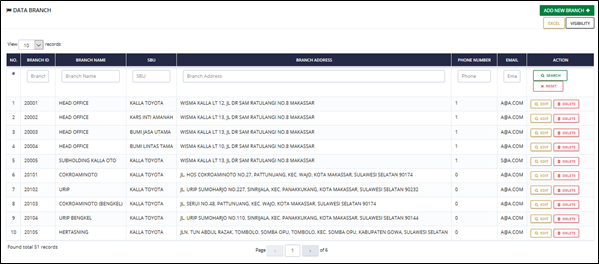 DATA BRANCH
ADD NEW BRANCH +
EXCEL VISIBILITY
View 10 records
NO. BRANCH ID BRANCH NAME SBU BRANCH ADDRESS PHONE NUMBER EMAIL ACTION
# Branch Branch Name SBU Branch Address Phone Ema SEARCH
RESET
1 20001 HEAD OFFICE KALLA TOYOTA WISMA KALLA LT 12, JL DR SAM RATULANGI NO.8 MAKASSAR 1 A@A.COM EDIT DELETE
2 20002 HEAD OFFICE KARS INTI AMANAH WISMA KALLA LT 10, JL DR SAM RATULANGI NO.8 MAKASSAR 1 A@A.COM EDIT DELETE
3 20003 HEAD OFFICE BUMI JASA UTAMA WISMA KALLA LT 13, JL DR SAM RATULANGI NO.8 MAKASSAR 1 A@A.COM EDIT DELETE
4 20004 HEAD OFFICE BUMI LINTAS TAMA WISMA KALLA LT 10, JL DR SAM RATULANGI NO.8 MAKASSAR 1 A@A.COM EDIT DELETE
5 20005 SUBHOLDING KALLA OTO KALLA TOYOTA WISMA KALLA LT 13, JL DR SAM RATULANGI NO.8 MAKASSAR 1 S@A.COM EDIT DELETE
6 20101 COKROAMINOTO KALLA TOYOTA JL. HOS COKROAMINOTO NO.27, PATTUNUANG, KEC. WAJO, KOTA MAKASSAR, SULAWESI SELATAN 90174 0 A@A.COM EDIT DELETE
7 20102 URIP KALLA TOYOTA JL. URIP SUMOHARJO NO.227, SINRIJALA, KEC. PANAKKUKANG, KOTA MAKASSAR, SULAWESI SELATAN 90232 0 A@A.COM EDIT DELETE
8 20103 COKROAMINOTO (BENGKEL) KALLA TOYOTA JL. SERUI NO.48, PATTUNUANG, KEC. WAJO, KOTA MAKASSAR, SULAWESI SELATAN 90174 0 A@A.COM EDIT DELETE
9 20104 URIP BENGKEL KALLA TOYOTA JL. URIP SUMOHARJO NO.110, SINRIJALA, KEC. PANAKKUKANG, KOTA MAKASSAR, SULAWESI SELATAN 90144 0 A@A.COM EDIT DELETE
10 20105 HERTASNING KALLA TOYOTA JLN. TUN ABDUL RAZAK, TOMBOLO, SOMBA OPU, TOMBOLO, KEC. SOMBA OPU, KABUPATEN GOWA, SULAWESI SELATAN 0 A@A.COM EDIT DELETE
Found total 51 records
Page 1 of 6